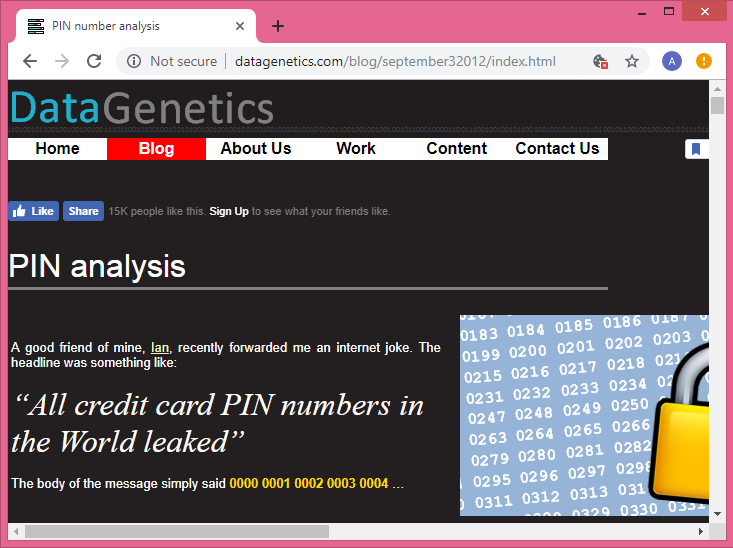 PIN number analysis
Not secure | datagenetics.com/blog/september32012/index.html
A
DataGenetics
Home Blog About Us Work Content Contact Us
Like Share 15K people like this. Sign Up to see what your friends like.
PIN analysis
A good friend of mine, Ian, recently forwarded me an internet joke. The
headline was something like:
“All credit card PIN numbers in
the World leaked”
The body of the message simply said 0000 0001 0002 0003 0004 ...
0183 0184 0185 0186 0187
0199 0200 0201 0202 0203
0215 0216 0217 0218 0219
0231 0232 0233 0234
0247 0248 0249 0250
0263 0264 0265 0266
0279 0280 0281 0282
0295 0296 0297 0298
0311 0312 0313
0329 0330